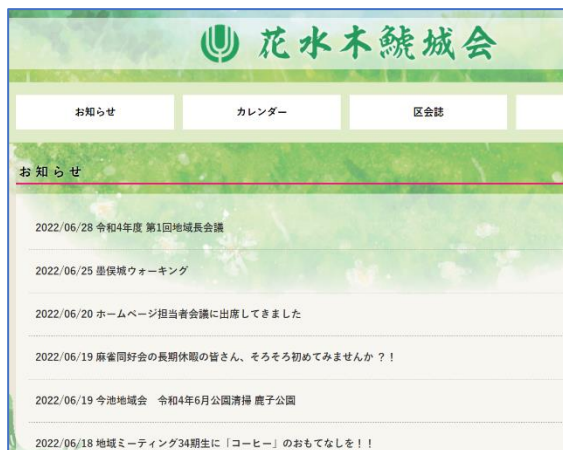 花水木鯱城会
お知らせ
カレンダー
区会誌
お知らせ
2022/06/28 令和4年度 第1回地域長会議
2022/06/25 墨俣城ウォーキング
2022/06/20 ホームページ担当者会議に出席してきました
2022/06/19 麻雀同好会の長期休暇の皆さん、そろそろ初めてみませんか ？！
2022/06/19 今池地域会　令和4年6月公園清掃 鹿子公園
2022/06/18 地域ミーティング34期生に「コーヒー」のおもてなしを！！